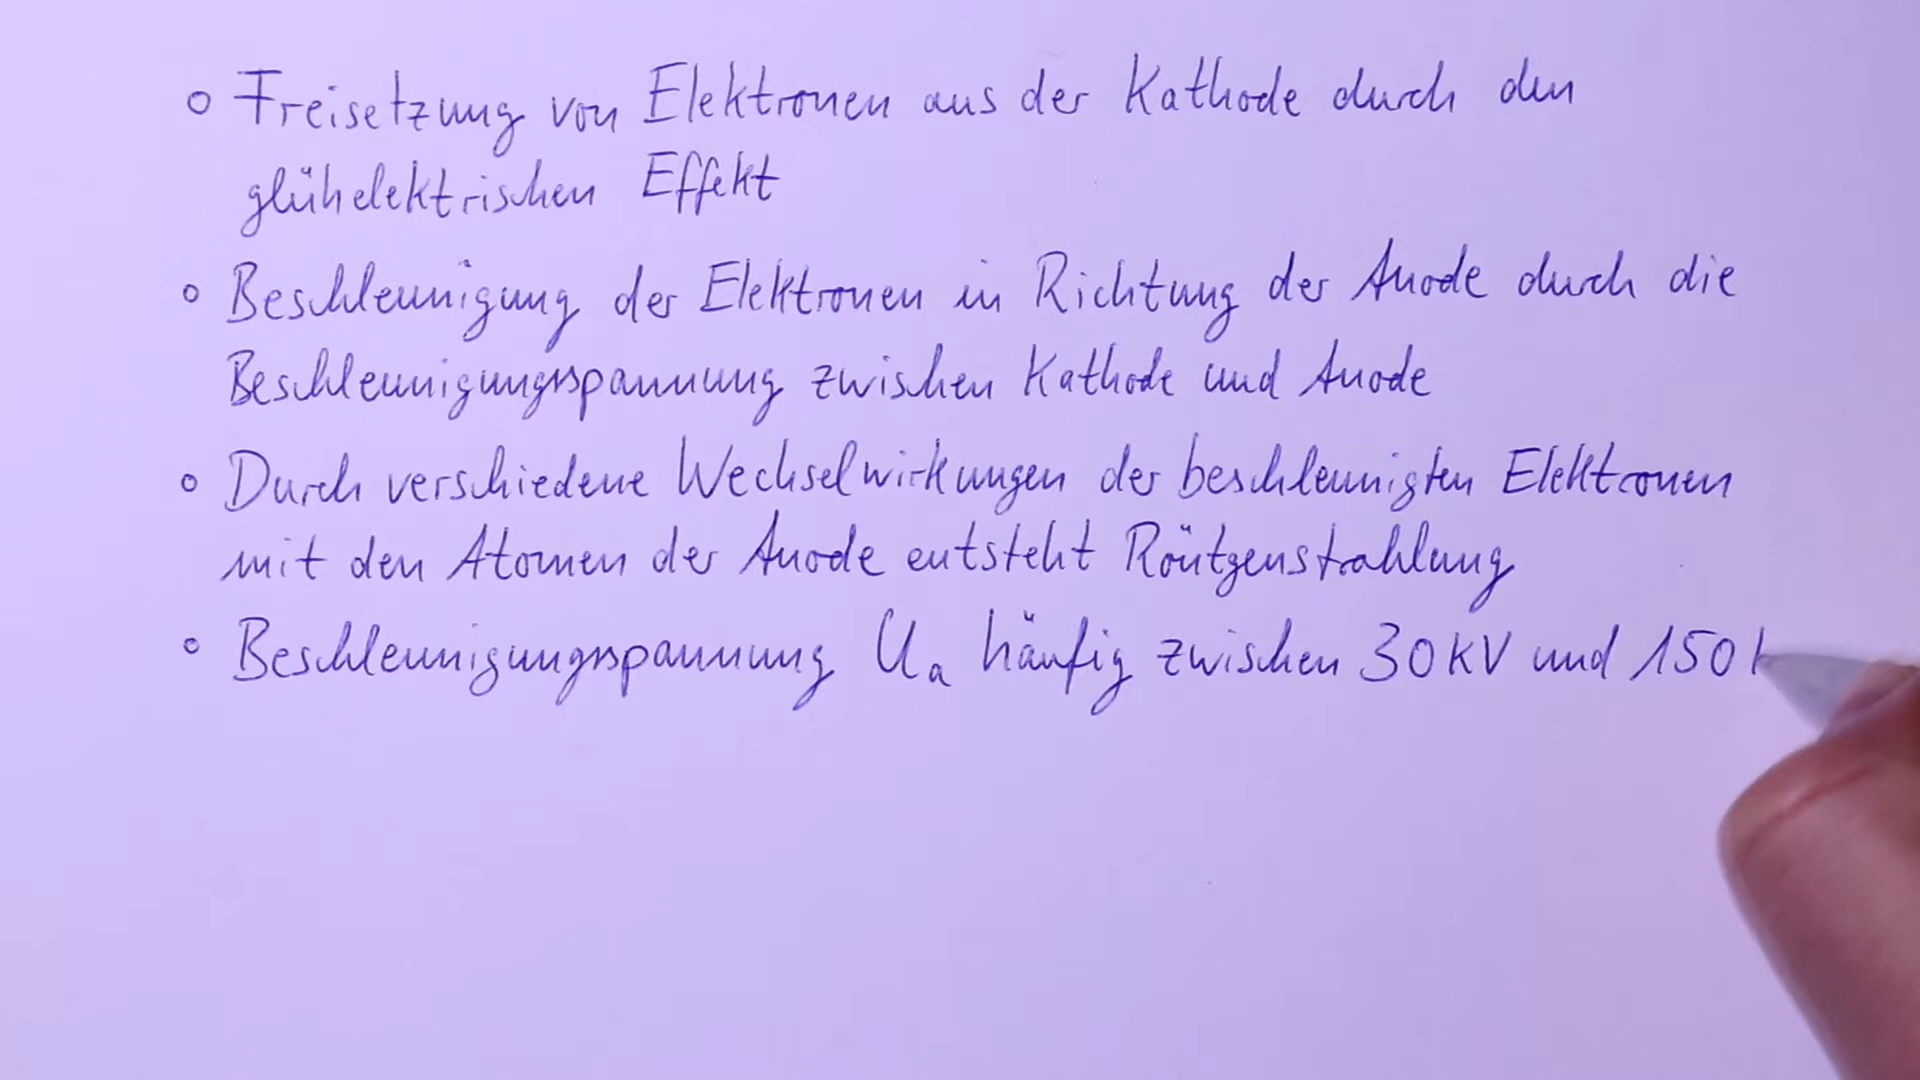 ○ Freisetzung von Elektronen aus der Kathode durch den
glühelektrischen Effekt
○ Beschleunigung der Elektronen in Richtung der Anode durch die
Beschleunigungsspannung zwischen Kathode und Anode
○ Durch verschiedene Wechselwirkungen der beschleunigten Elektronen
mit den Atomen der Anode entsteht Röntgenstrahlung
○ Beschleunigungsspannung Ua häufig zwischen 30 kV und 150 k